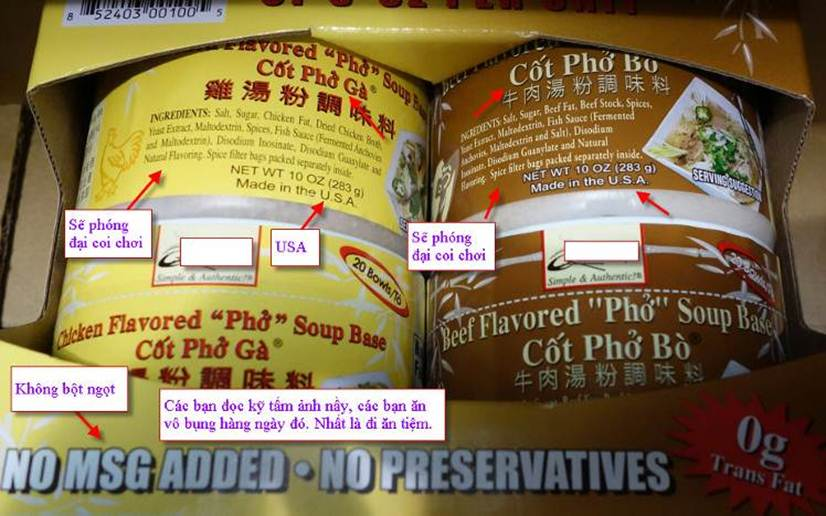 8 52403 00100 5
Flavored “Phở” Soup Base
Cốt Phở Gà®
雞湯粉調味料
INGREDIENTS: Salt, Sugar, Chicken Fat, Dried Chicken Broth,
Yeast Extract, Maltodextrin, Spices, Fish Sauce (Fermented Anchovies
and Maltodextrin), Disodium Inosinate, Disodium Guanylate and
Natural Flavoring. Spice filter bags packed separately inside.
NET WT 10 OZ (283 g)
Made in the U.S.A.
Cốt Phở Bò
牛肉湯粉調味料
INGREDIENTS: Salt, Sugar, Beef Fat, Beef Stock, Spices,
Yeast Extract, Maltodextrin, Fish Sauce (Fermented
Anchovies, Maltodextrin and Salt), Disodium
Inosinate, Disodium Guanylate and Natural
Flavoring. Spice filter bags packed separately inside.
NET WT 10 OZ (283 g)
Made in the U.S.A.
SERVING SUGGESTION
Sẽ phóng
đại coi chơi
USA
Sẽ phóng
đại coi chơi
Simple & Authentic!™
20 Bowls/Tô
Chicken Flavored “Phở” Soup Base
Cốt Phở Gà®
湯粉調味料
Simple & Authentic!™
20 Bowls/Tô
Beef Flavored "Phở" Soup Base
Cốt Phở Bò®
牛肉湯粉調味料
Không bột ngọt
Các bạn đọc kỹ tấm ảnh nầy, các bạn ăn
vô bụng hàng ngày đó. Nhất là đi ăn tiệm.
NO MSG ADDED • NO PRESERVATIVES
0g
Trans Fat